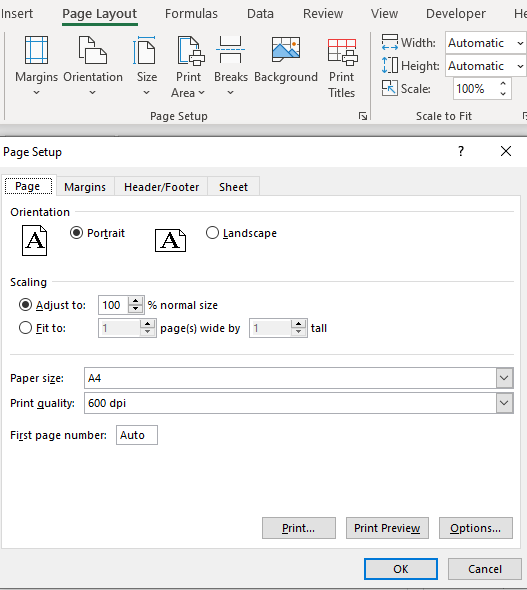 Insert Page Layout Formulas Data Review View Developer He
Margins Orientation Size Print Area Breaks Background Print Titles
Width: Automatic
Height: Automatic
Scale: 100%
Page Setup Scale to Fit
Page Setup ? ×
Page Margins Header/Footer Sheet
Orientation
A Portrait A Landscape
Scaling
Adjust to: 100 % normal size
Fit to: 1 page(s) wide by 1 tall
Paper size: A4
Print quality: 600 dpi
First page number: Auto
Print... Print Preview Options...
OK Cancel